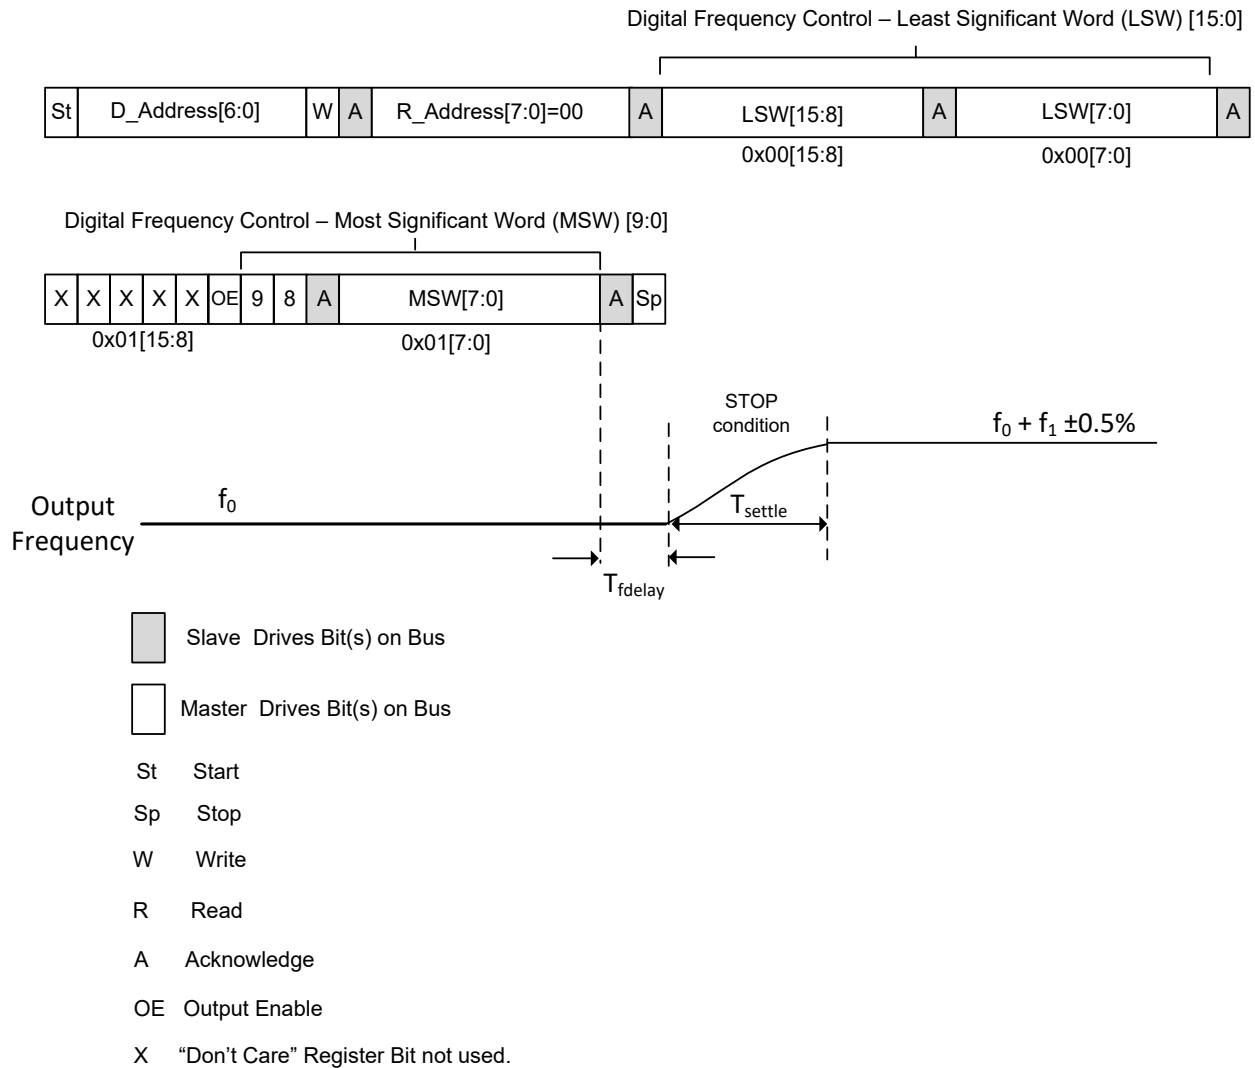 Digital Frequency Control – Least Significant Word (LSW) [15:0]
St D_Address[6:0] W A R_Address[7:0]=00 A LSW[15:8] A LSW[7:0] A
0x00[15:8] 0x00[7:0]
Digital Frequency Control – Most Significant Word (MSW) [9:0]
X X X X X OE 9 8 A MSW[7:0] A Sp
0x01[15:8] 0x01[7:0]
STOP
condition
f0 + f1 ±0.5%
f0
Output
Frequency
Tsettle
Tfdelay
Slave Drives Bit(s) on Bus
Master Drives Bit(s) on Bus
St Start
Sp Stop
W Write
R Read
A Acknowledge
OE Output Enable
X “Don’t Care” Register Bit not used.